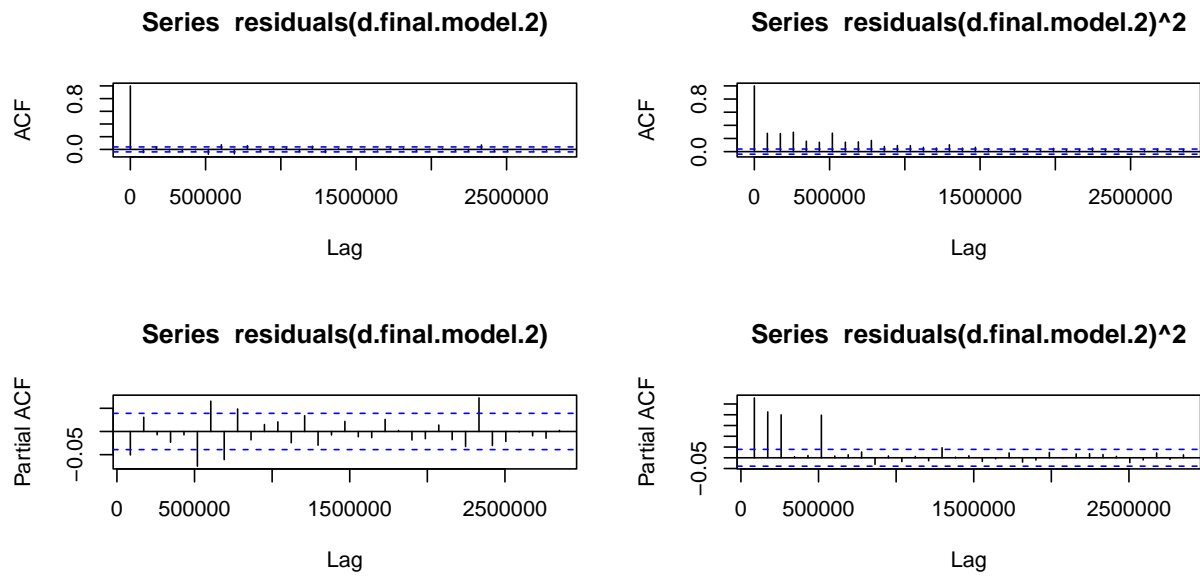 Series residuals(d.final.model.2)
ACF
0.0 0.8
0 500000 1500000 2500000
Lag
Series residuals(d.final.model.2)^2
ACF
0.0 0.8
0 500000 1500000 2500000
Lag
Series residuals(d.final.model.2)
Partial ACF
−0.05
0 500000 1500000 2500000
Lag
Series residuals(d.final.model.2)^2
Partial ACF
−0.05
0 500000 1500000 2500000
Lag